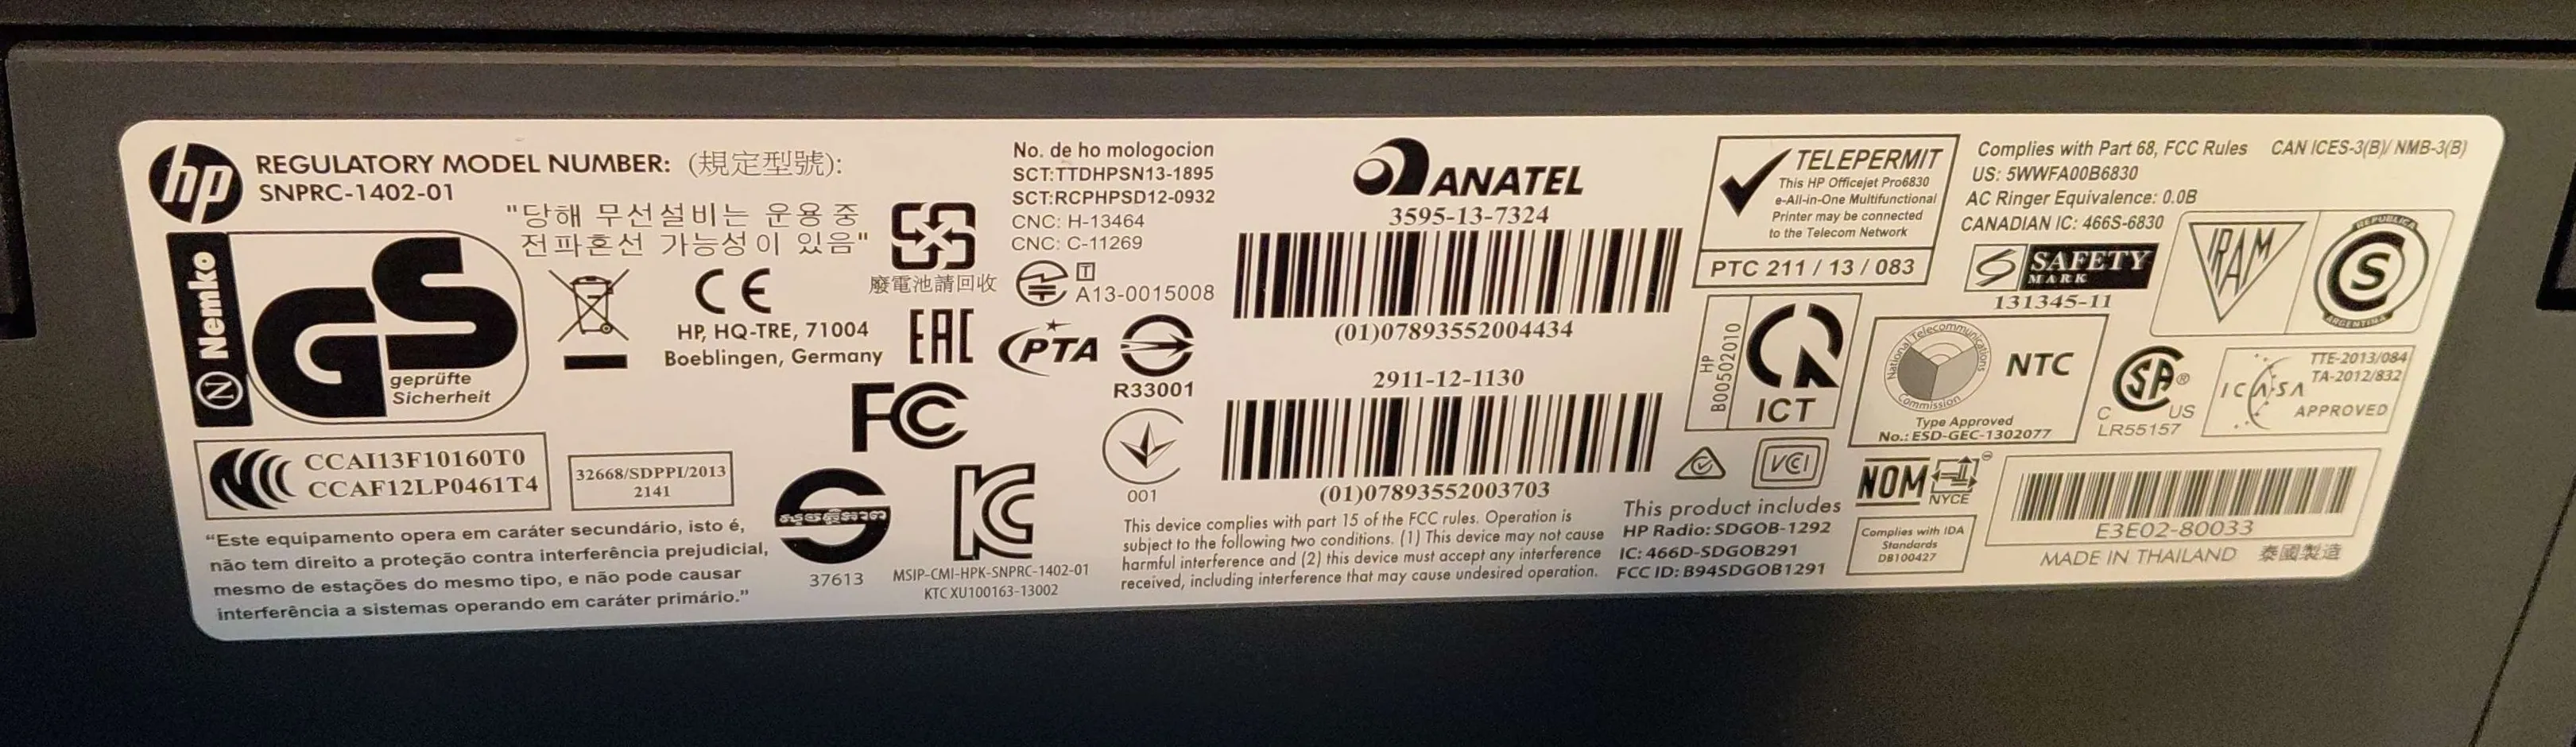 hp
REGULATORY MODEL NUMBER: (規定型號):
SNPRC-1402-01
"당해 무선설비는 운용 중
전파혼선 가능성이 있음"
N Nemko
GS
geprüfte
Sicherheit
CE
HP, HQ-TRE, 71004
Boeblingen, Germany
廢電池請回收
EAC
FC
CCAI13F10160T0
CCAF12LP0461T4
32668/SDPPI/2013
2141
"Este equipamento opera em caráter secundário, isto é,
não tem direito a proteção contra interferência prejudicial,
mesmo de estações do mesmo tipo, e não pode causar
interferência a sistemas operando em caráter primário."
37613
KC
MSIP-CMI-HPK-SNPRC-1402-01
KTC XU100163-13002
No. de ho mologocion
SCT:TTDHPSN13-1895
SCT:RCPHPSD12-0932
CNC: H-13464
CNC: C-11269
T
A13-0015008
PTA
R33001
001
ANATEL
3595-13-7324
(01)07893552004434
2911-12-1130
(01)07893552003703
This device complies with part 15 of the FCC rules. Operation is
subject to the following two conditions. (1) This device may not cause
harmful interference and (2) this device must accept any interference
received, including interference that may cause undesired operation.
TELEPERMIT
This HP Officejet Pro6830
e-All-in-One Multifunctional
Printer may be connected
to the Telecom Network
PTC 211 / 13 / 083
HP
B00502010
ICT
VCI
This product includes
HP Radio: SDGOB-1292
IC: 466D-SDGOB291
FCC ID: B94SDGOB1291
Complies with Part 68, FCC Rules CAN ICES-3(B)/ NMB-3(B)
US: 5WWFA00B6830
AC Ringer Equivalence: 0.0B
CANADIAN IC: 466S-6830
SAFETY
MARK
131345-11
IRAM
REPUBLICA
S
ARGENTINA
National Telecommunications
Commission
NTC
Type Approved
No.: ESD-GEC-1302077
SA ®
C US
LR55157
ICASA
TTE-2013/084
TA-2012/832
APPROVED
NOM
NYCE
Complies with IDA
Standards
DB100427
E3E02-80033
MADE IN THAILAND 泰國製造